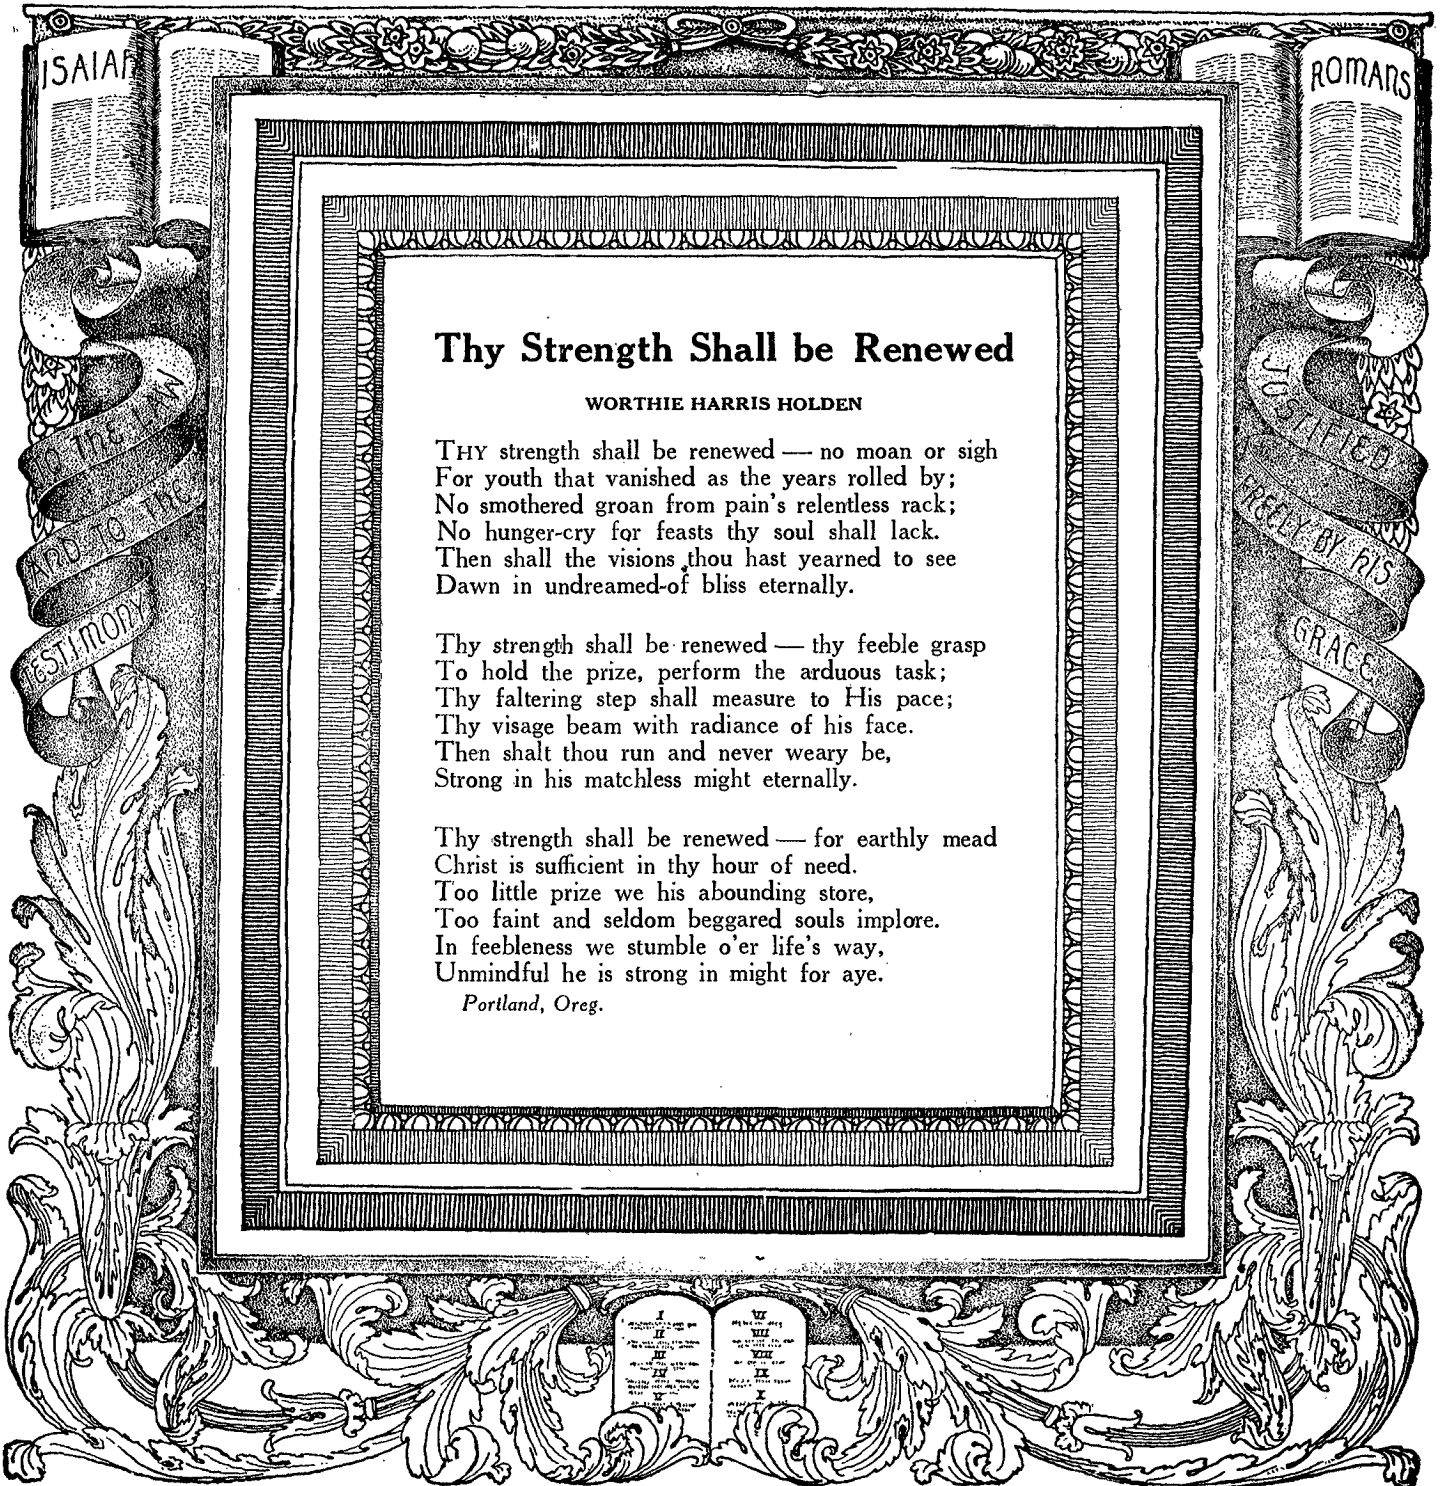 ISAIAH
ROMANS
TO THE LAW
AND TO THE
TESTIMONY
JUSTIFIED
FREELY BY HIS
GRACE
Thy Strength Shall be Renewed
WORTHIE HARRIS HOLDEN
THY strength shall be renewed — no moan or sigh
For youth that vanished as the years rolled by;
No smothered groan from pain's relentless rack;
No hunger-cry for feasts thy soul shall lack.
Then shall the visions thou hast yearned to see
Dawn in undreamed-of bliss eternally.
Thy strength shall be renewed — thy feeble grasp
To hold the prize, perform the arduous task;
Thy faltering step shall measure to His pace;
Thy visage beam with radiance of his face.
Then shalt thou run and never weary be,
Strong in his matchless might eternally.
Thy strength shall be renewed — for earthly mead
Christ is sufficient in thy hour of need.
Too little prize we his abounding store,
Too faint and seldom beggared souls implore.
In feebleness we stumble o'er life's way,
Unmindful he is strong in might for aye.
Portland, Oreg.
I
II
III
IV
V
VI
VII
VIII
IX
X